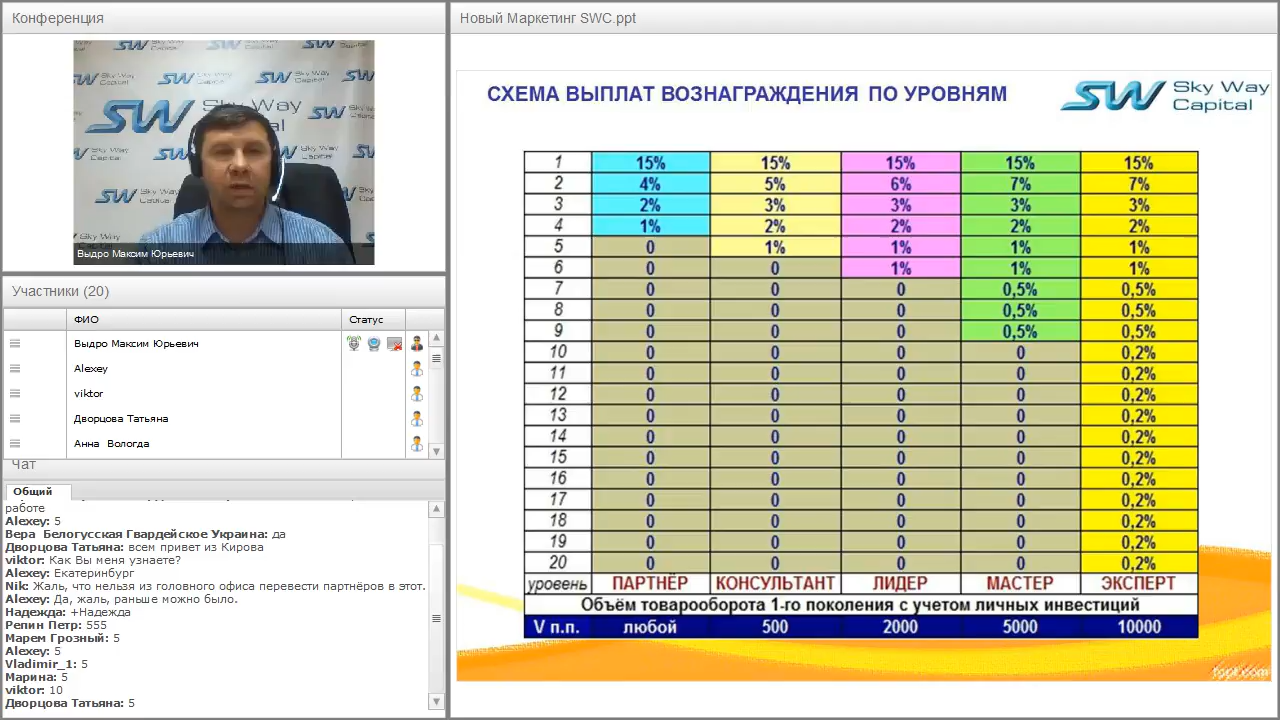 Конференция
Выдро Максим Юрьевич
Участники (20)
ФИО Статус
Выдро Максим Юрьевич
Alexey
viktor
Дворцова Татьяна
Анна Вологда
Чат
Общий
работе
Alexey: 5
Вера Белогусская Гвардейское Украина: да
Дворцова Татьяна: всем привет из Кирова
viktor: Как Вы меня узнаете?
Alexey: Екатеринбург
Nik: Жаль, что нельзя из головного офиса перевести партнёров в этот.
Alexey: Да, жаль, раньше можно было.
Надежда: +Надежда
Репин Петр: 555
Марем Грозный: 5
Alexey: 5
Vladimir_1: 5
Марина: 5
viktor: 10
Дворцова Татьяна: 5
Новый Маркетинг SWC.ppt
СХЕМА ВЫПЛАТ ВОЗНАГРАЖДЕНИЯ ПО УРОВНЯМ
SW Sky Way Capital
1 15% 15% 15% 15% 15%
2 4% 5% 6% 7% 7%
3 2% 3% 3% 3% 3%
4 1% 2% 2% 2% 2%
5 0 1% 1% 1% 1%
6 0 0 1% 1% 1%
7 0 0 0 0,5% 0,5%
8 0 0 0 0,5% 0,5%
9 0 0 0 0,5% 0,5%
10 0 0 0 0 0,2%
11 0 0 0 0 0,2%
12 0 0 0 0 0,2%
13 0 0 0 0 0,2%
14 0 0 0 0 0,2%
15 0 0 0 0 0,2%
16 0 0 0 0 0,2%
17 0 0 0 0 0,2%
18 0 0 0 0 0,2%
19 0 0 0 0 0,2%
20 0 0 0 0 0,2%
уровень ПАРТНЁР КОНСУЛЬТАНТ ЛИДЕР МАСТЕР ЭКСПЕРТ
Объём товарооборота 1-го поколения с учетом личных инвестиций
V п.п. любой 500 2000 5000 10000
fppt.com